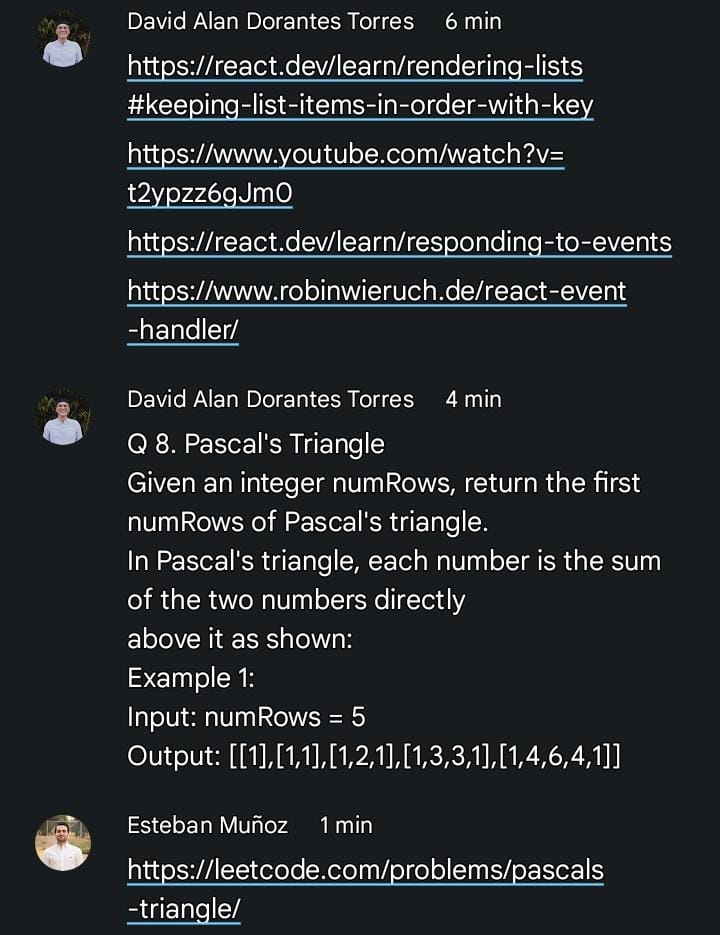 David Alan Dorantes Torres 6 min
https://react.dev/learn/rendering-lists
#keeping-list-items-in-order-with-key
https://www.youtube.com/watch?v=
t2ypzz6gJm0
https://react.dev/learn/responding-to-events
https://www.robinwieruch.de/react-event
-handler/
David Alan Dorantes Torres 4 min
Q 8. Pascal's Triangle
Given an integer numRows, return the first
numRows of Pascal's triangle.
In Pascal's triangle, each number is the sum
of the two numbers directly
above it as shown:
Example 1:
Input: numRows = 5
Output: [[1],[1,1],[1,2,1],[1,3,3,1],[1,4,6,4,1]]
Esteban Muñoz 1 min
https://leetcode.com/problems/pascals
-triangle/